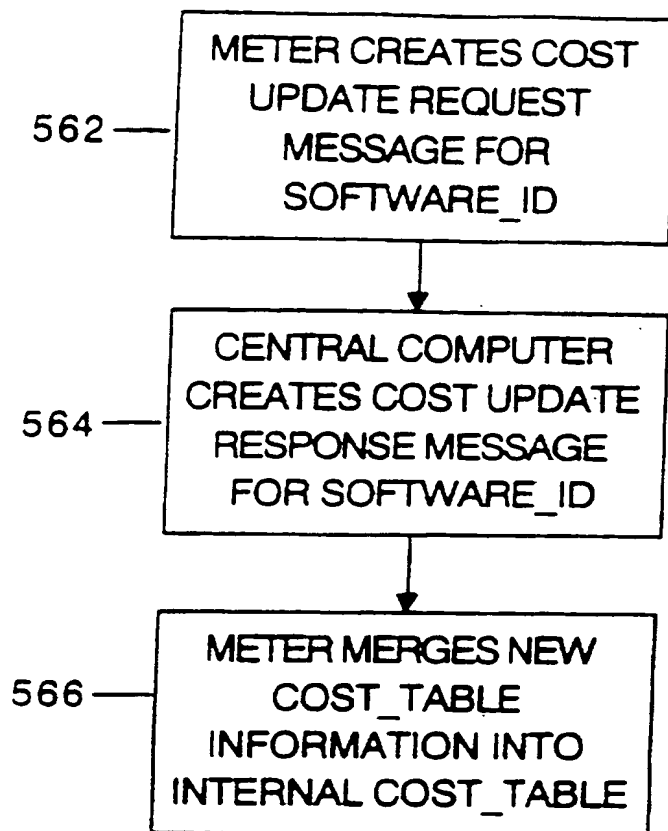 METER CREATES COST
UPDATE REQUEST
MESSAGE FOR
SOFTWARE_ID
562
CENTRAL COMPUTER
CREATES COST UPDATE
RESPONSE MESSAGE
FOR SOFTWARE_ID
564
METER MERGES NEW
COST_TABLE
INFORMATION INTO
INTERNAL COST_TABLE
566